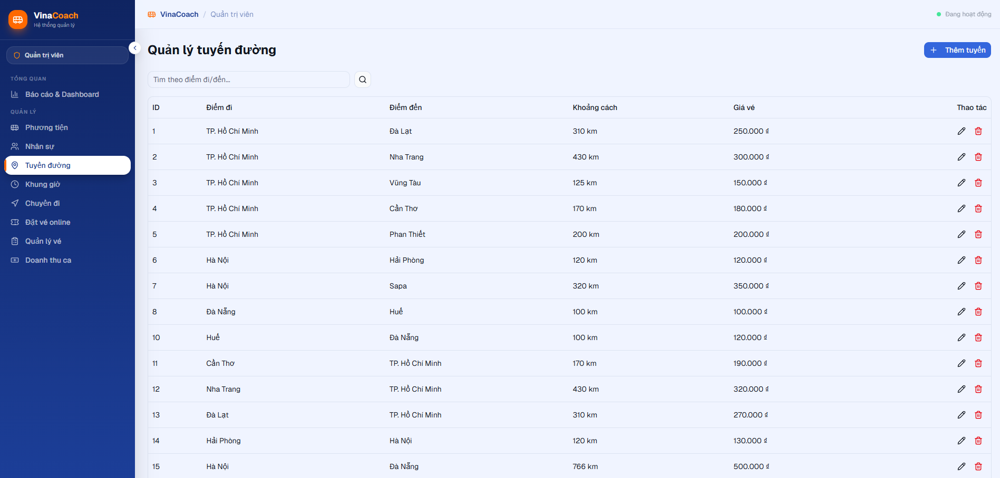 VinaCoach
Hệ thống quản lý
Quản trị viên
TỔNG QUAN
Báo cáo & Dashboard
QUẢN LÝ
Phương tiện
Nhân sự
Tuyến đường
Khung giờ
Chuyến đi
Đặt vé online
Quản lý vé
Doanh thu ca
VinaCoach / Quản trị viên
Đang hoạt động
Quản lý tuyến đường
Thêm tuyến
Tìm theo điểm đi/đến...
ID Điểm đi Điểm đến Khoảng cách Giá vé Thao tác
1 TP. Hồ Chí Minh Đà Lạt 310 km 250.000 ₫
2 TP. Hồ Chí Minh Nha Trang 430 km 300.000 ₫
3 TP. Hồ Chí Minh Vũng Tàu 125 km 150.000 ₫
4 TP. Hồ Chí Minh Cần Thơ 170 km 180.000 ₫
5 TP. Hồ Chí Minh Phan Thiết 200 km 200.000 ₫
6 Hà Nội Hải Phòng 120 km 120.000 ₫
7 Hà Nội Sapa 320 km 350.000 ₫
8 Đà Nẵng Huế 100 km 100.000 ₫
10 Huế Đà Nẵng 100 km 120.000 ₫
11 Cần Thơ TP. Hồ Chí Minh 170 km 190.000 ₫
12 Nha Trang TP. Hồ Chí Minh 430 km 320.000 ₫
13 Đà Lạt TP. Hồ Chí Minh 310 km 270.000 ₫
14 Hải Phòng Hà Nội 120 km 130.000 ₫
15 Hà Nội Đà Nẵng 766 km 500.000 ₫